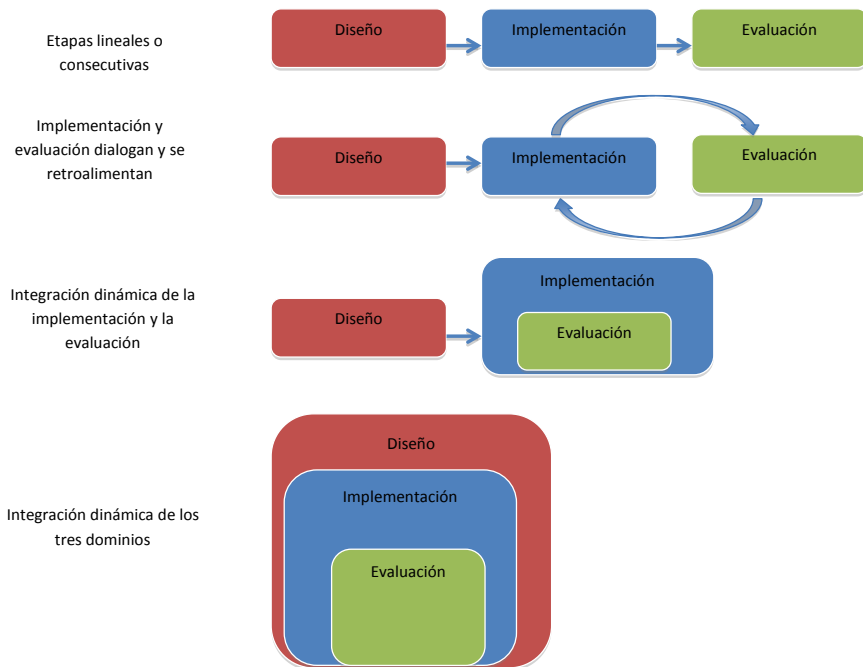 Etapas lineales o
consecutivas
Diseño
Implementación
Evaluación
Implementación y
evaluación dialogan y se
retroalimentan
Diseño
Implementación
Evaluación
Integración dinámica de la
implementación y la
evaluación
Diseño
Implementación
Evaluación
Integración dinámica de los
tres dominios
Diseño
Implementación
Evaluación